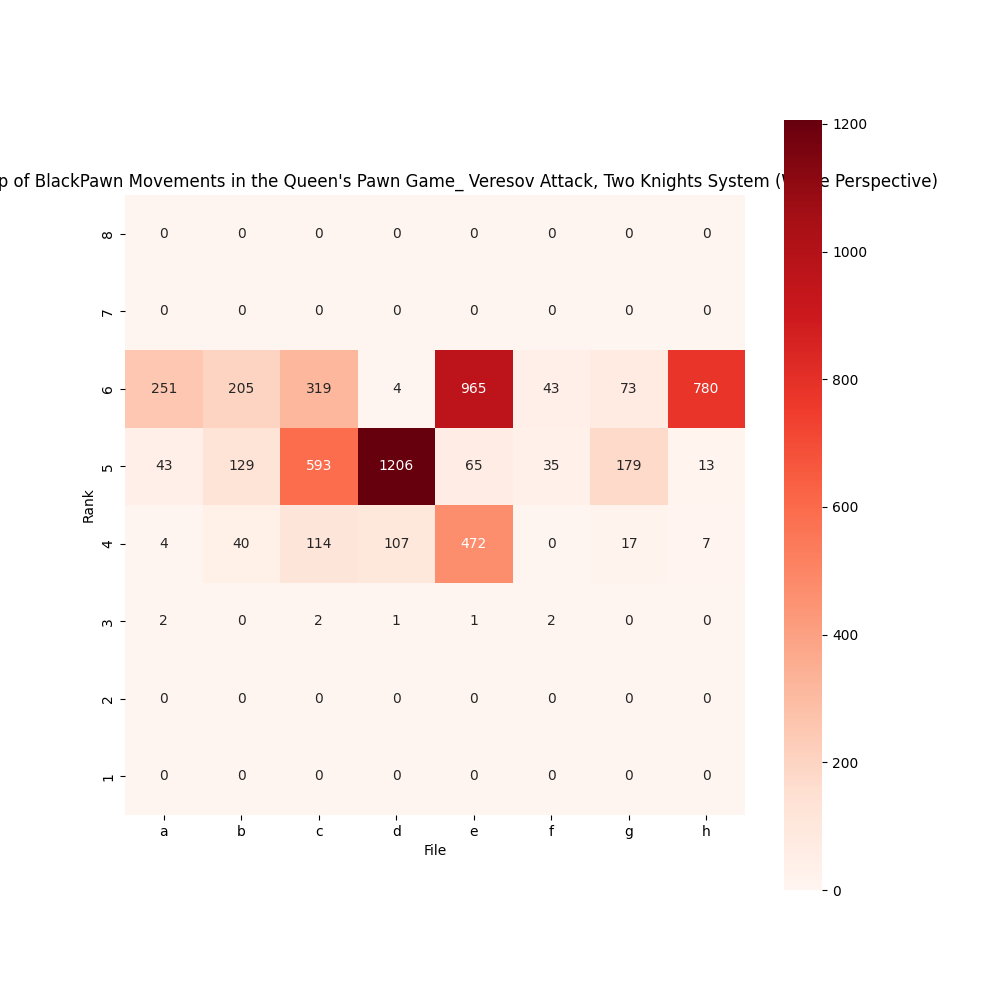 p of BlackPawn Movements in the Queen's Pawn Game_ Veresov Attack, Two Knights System (W e Perspective)
8 0 0 0 0 0 0 0 0
7 0 0 0 0 0 0 0 0
6 251 205 319 4 965 43 73 780
5 43 129 593 1206 65 35 179 13
4 4 40 114 107 472 0 17 7
3 2 0 2 1 1 2 0 0
2 0 0 0 0 0 0 0 0
1 0 0 0 0 0 0 0 0
a b c d e f g h
File
Rank
1200
1000
800
600
400
200
0